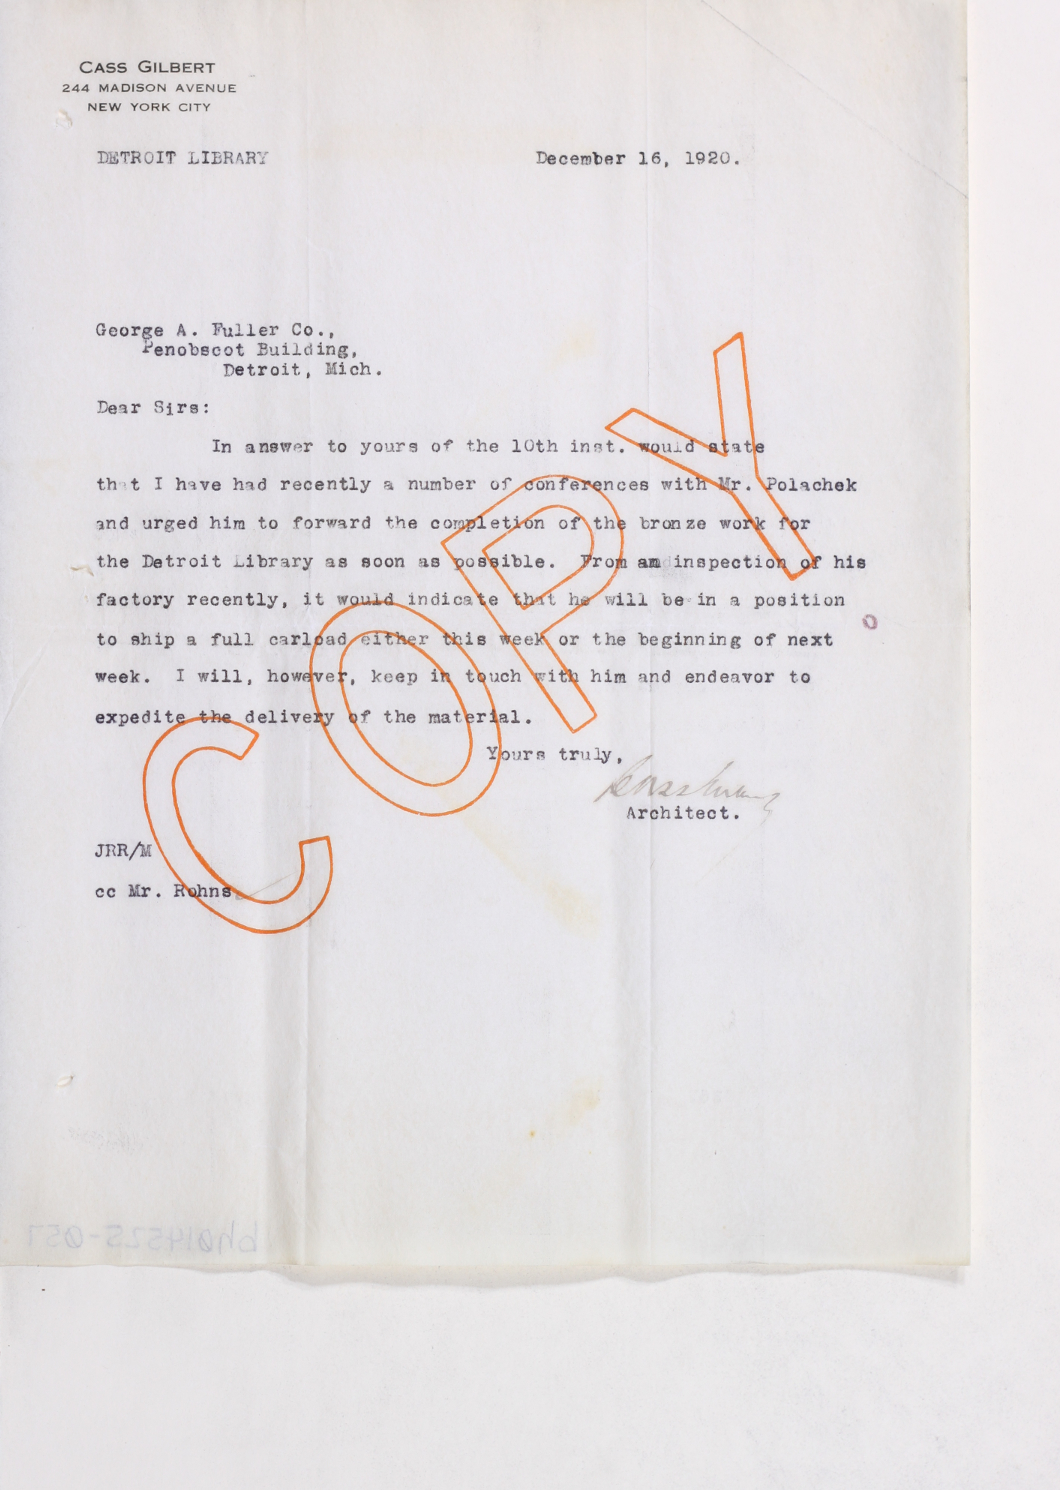 CASS GILBERT
244 MADISON AVENUE
NEW YORK CITY
DETROIT LIBRARY
December 16, 1920.
George A. Fuller Co.,
Penobscot Building,
Detroit, Mich.
Dear Sirs:
In answer to yours of the 10th inst. would state
that I have had recently a number of conferences with Mr. Polachek
and urged him to forward the completion of the bronze work for
the Detroit Library as soon as possible. From an inspection of his
factory recently, it would indicate that he will be in a position
to ship a full carload either this week or the beginning of next
week. I will, however, keep in touch with him and endeavor to
expedite the delivery of the material.
Yours truly,
Architect.
JRR/M
cc Mr. Rohns
COPY
bh014525-057